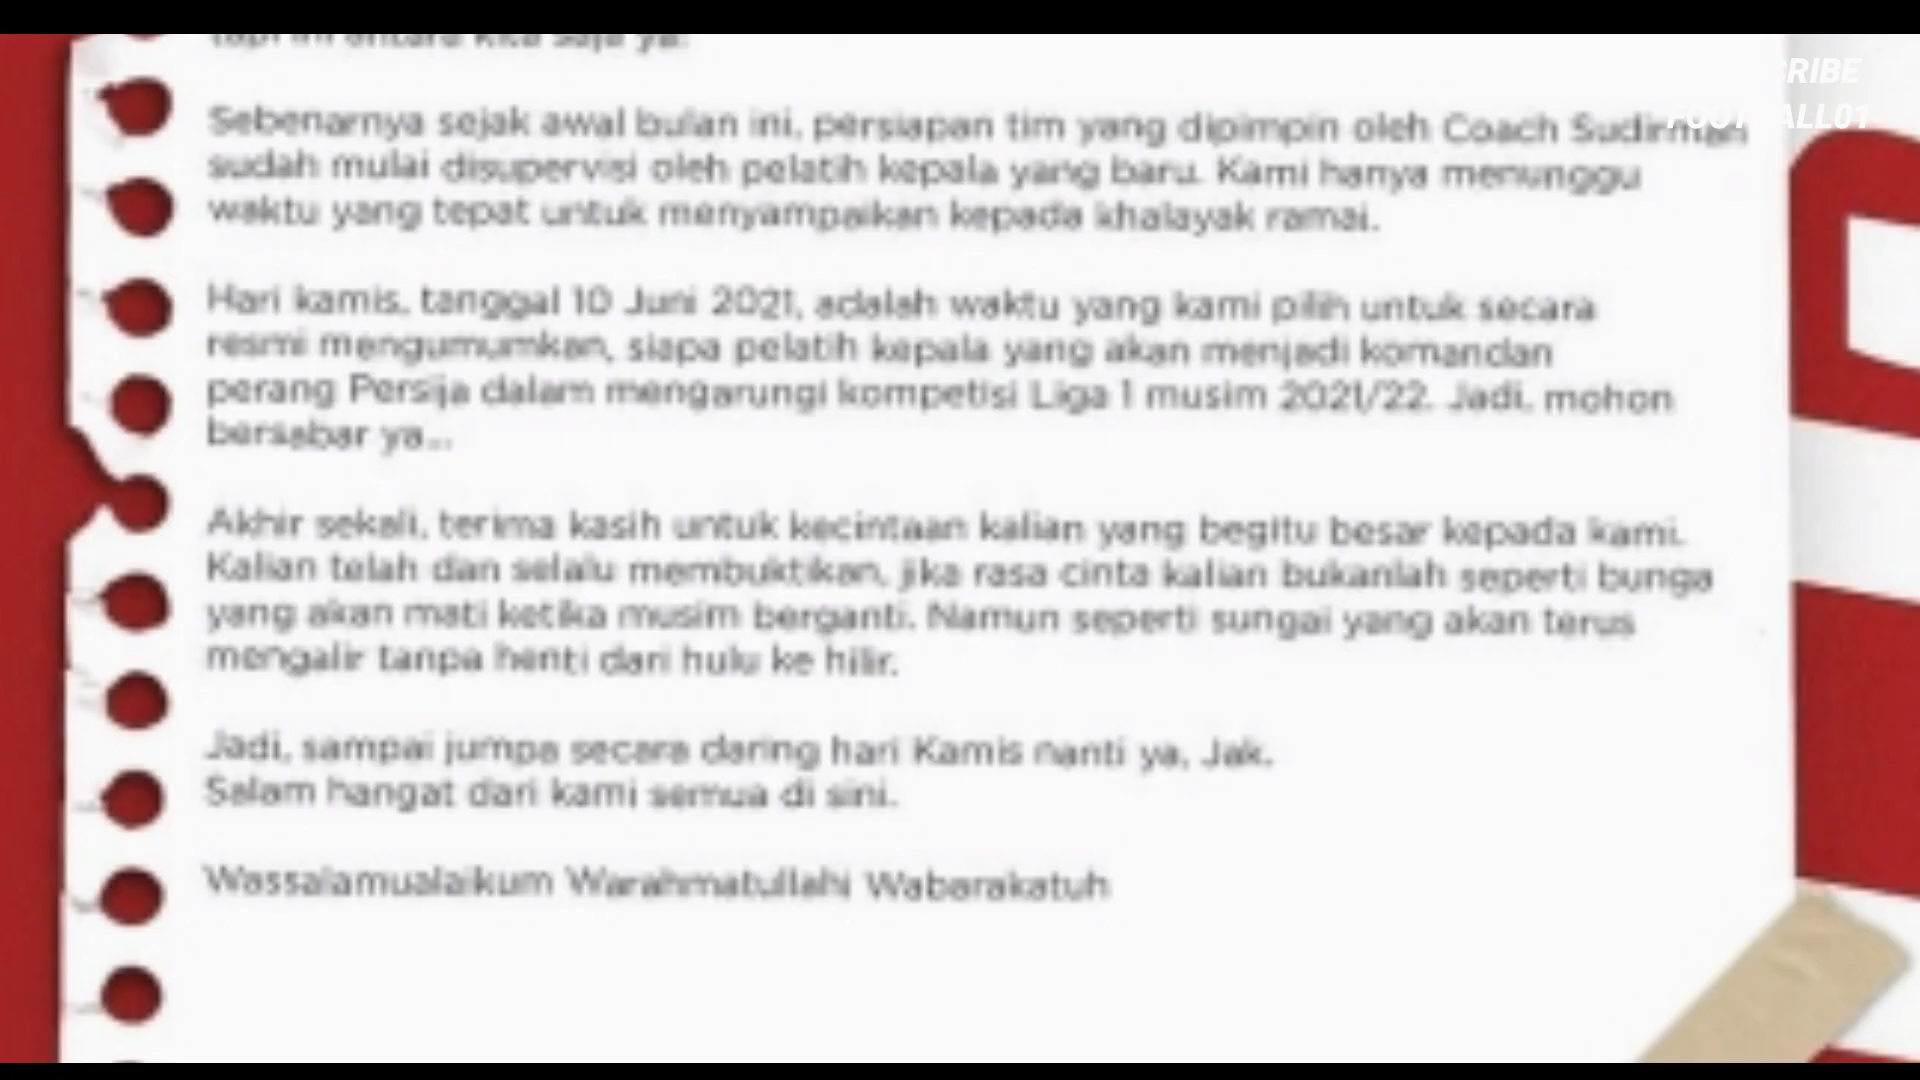 tapi ini antara kita saja ya.
Sebenarnya sejak awal bulan ini, persiapan tim yang dipimpin oleh Coach Sudirman
sudah mulai disupervisi oleh pelatih kepala yang baru. Kami hanya menunggu
waktu yang tepat untuk menyampaikan kepada khalayak ramai.
Hari kamis, tanggal 10 Juni 2021, adalah waktu yang kami pilih untuk secara
resmi mengumumkan, siapa pelatih kepala yang akan menjadi komandan
perang Persija dalam mengarungi kompetisi Liga 1 musim 2021/22. Jadi, mohon
bersabar ya...
Akhir sekali, terima kasih untuk kecintaan kalian yang begitu besar kepada kami.
Kalian telah dan selalu membuktikan, jika rasa cinta kalian bukanlah seperti bunga
yang akan mati ketika musim berganti. Namun seperti sungai yang akan terus
mengalir tanpa henti dari hulu ke hilir.
Jadi, sampai jumpa secara daring hari Kamis nanti ya, Jak.
Salam hangat dari kami semua di sini.
Wassalamualaikum Warahmatullahi Wabarakatuh